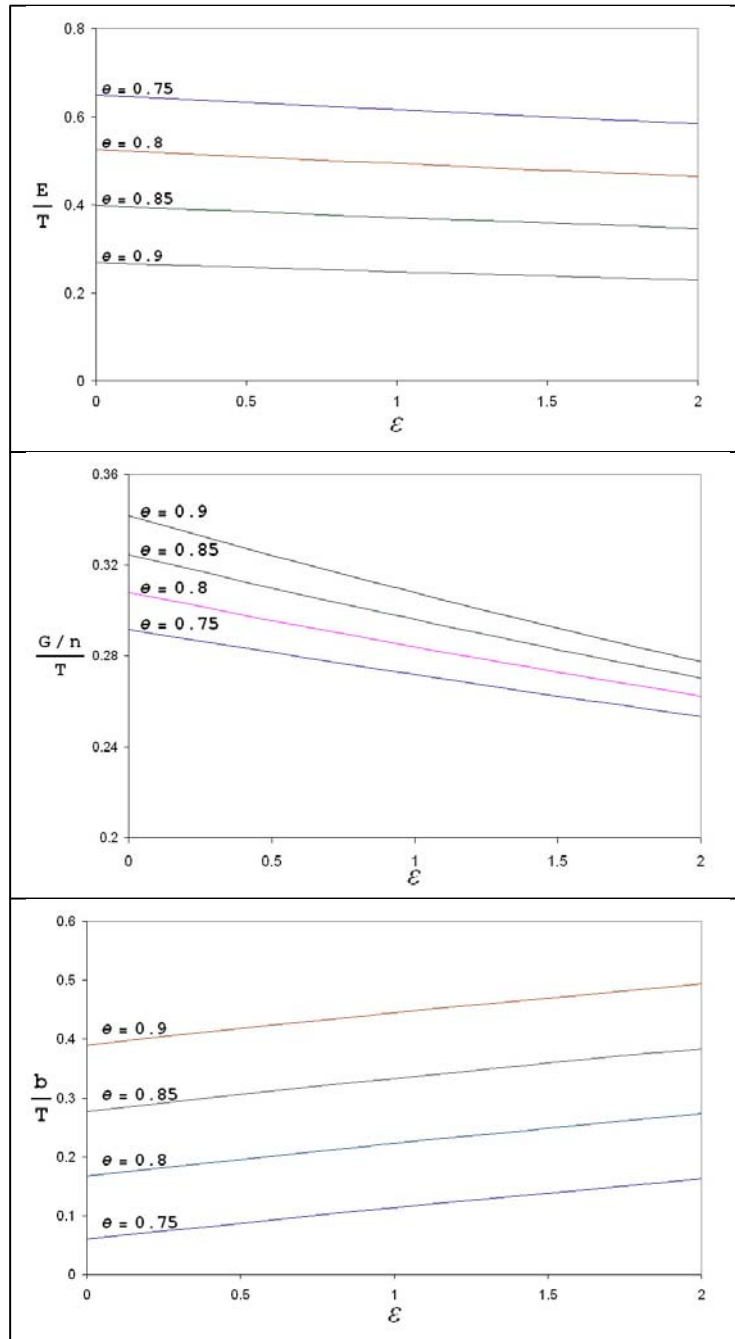 0.8
e = 0.75
0.6
e = 0.8
E
T
0.4
e = 0.85
e = 0.9
0.2
0
0 0.5 1 1.5 2
ε
0.36
e = 0.9
0.32
e = 0.85
e = 0.8
G/n
T
0.28
e = 0.75
0.24
0.2
0 0.5 1 1.5 2
ε
0.6
0.5
e = 0.9
0.4
b
T
0.3
e = 0.85
0.2
e = 0.8
0.1
e = 0.75
0
0 0.5 1 1.5 2
ε